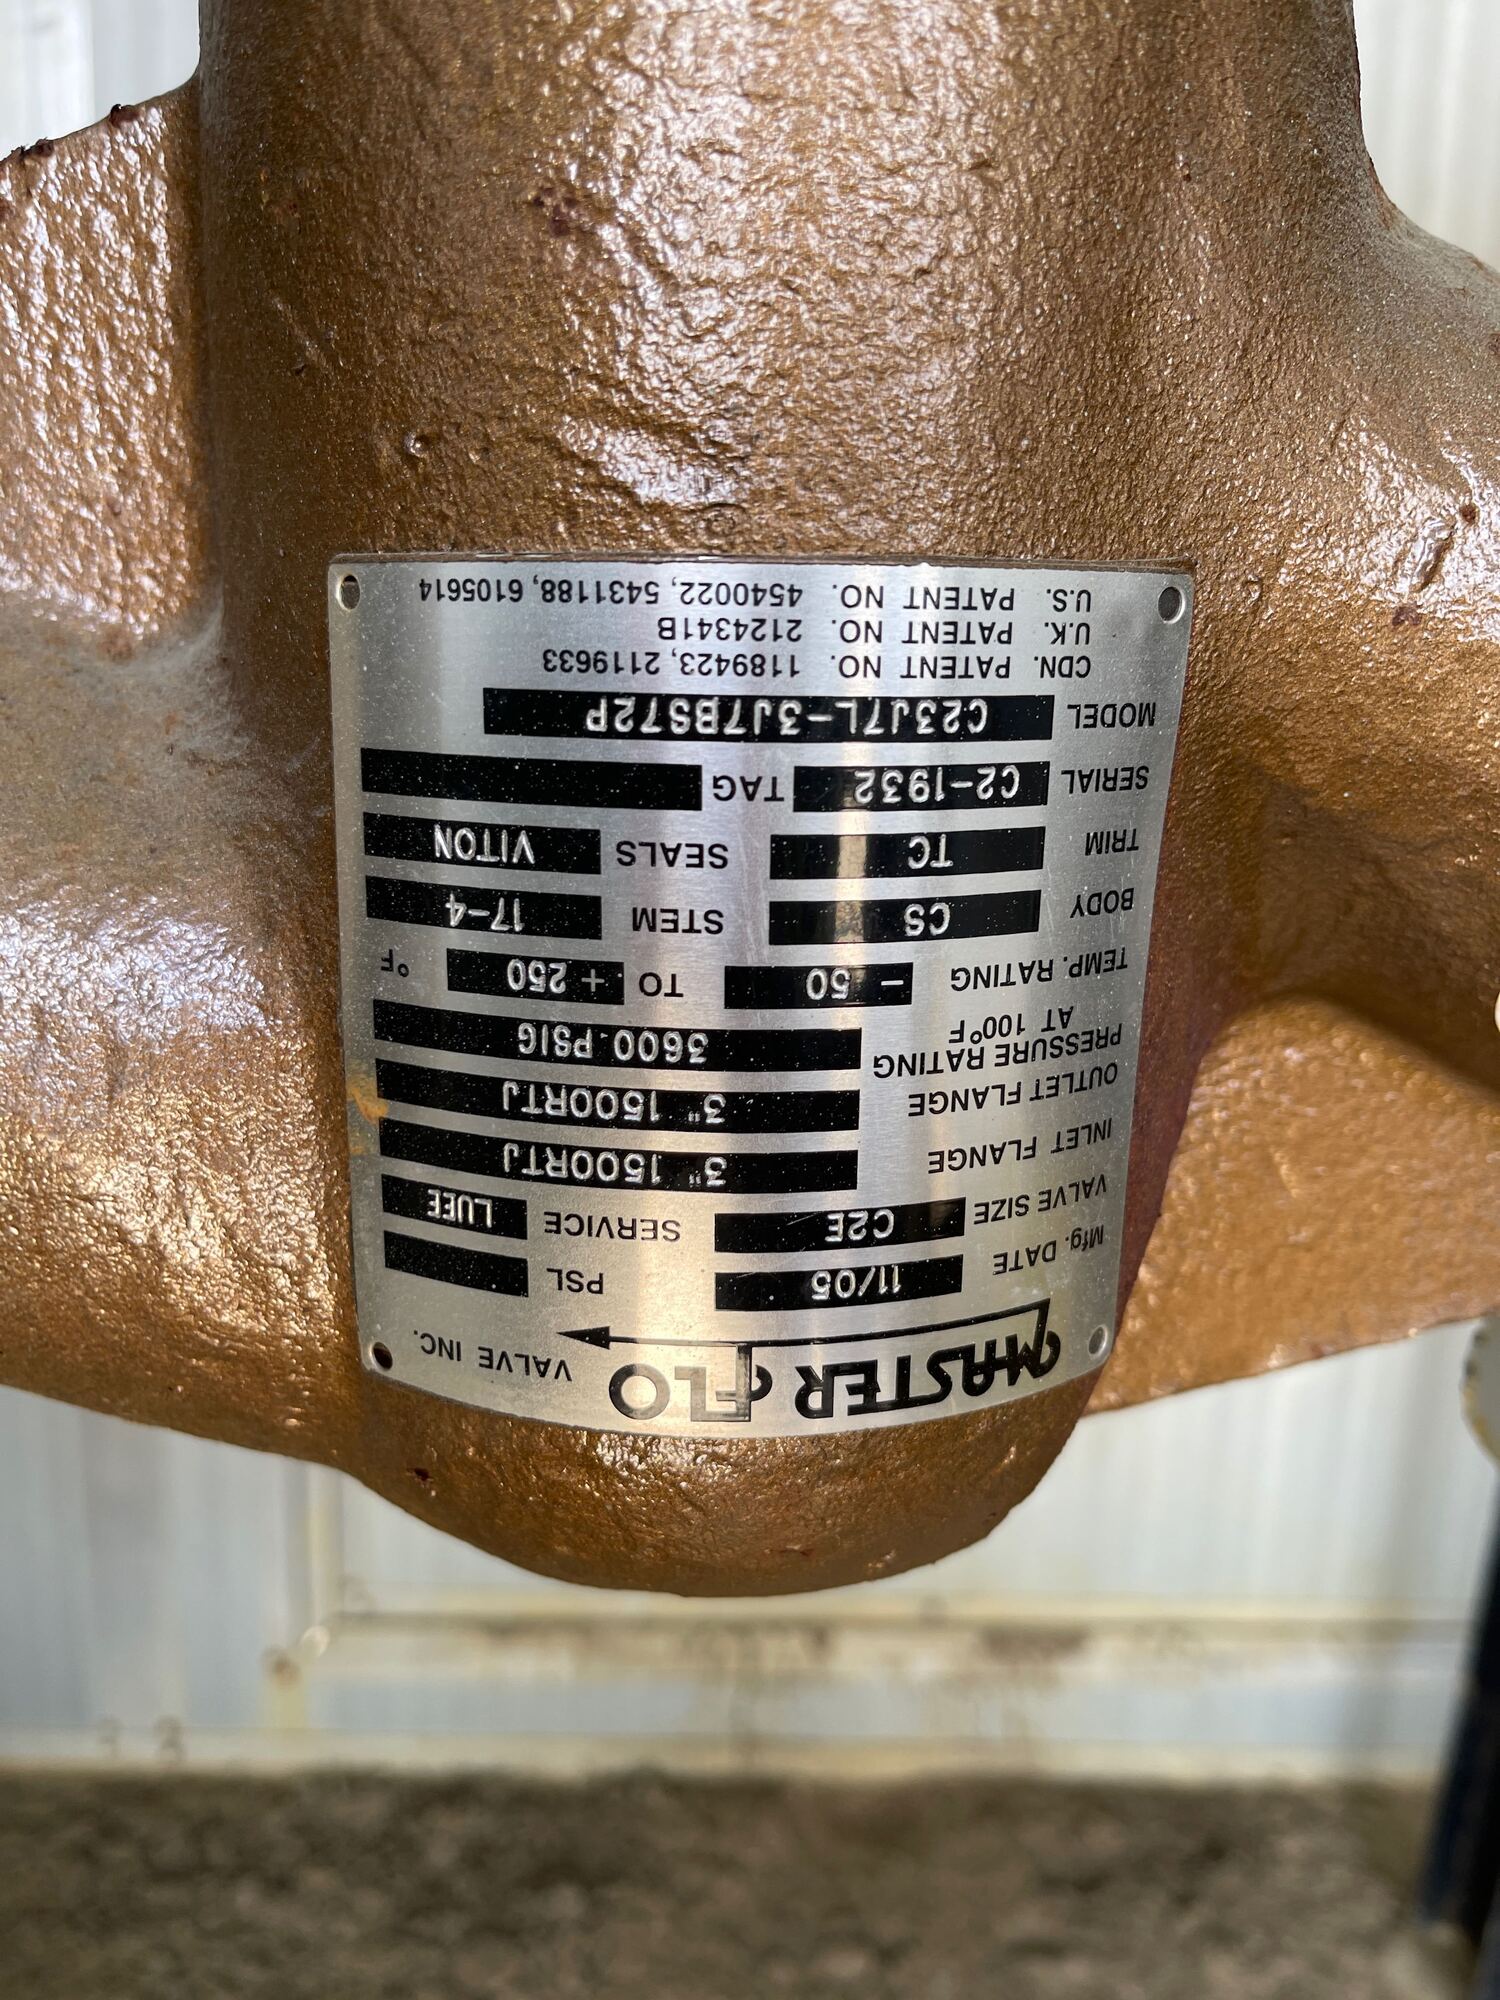 MASTER FLO VALVE INC.
Mfg. DATE 11/05 PSL
VALVE SIZE C2E SERVICE LUEE
INLET FLANGE 3" 1500RTJ
OUTLET FLANGE 3" 1500RTJ
PRESSURE RATING AT 100°F 3600.PSIG
TEMP. RATING - 50 TO + 250 °F
BODY CS STEM 17-4
TRIM TC SEALS VITON
SERIAL C2-1932 TAG
MODEL C23J7L-3J7BS72P
CDN. PATENT NO. 1189423, 2119633
U.K. PATENT NO. 2124341B
U.S. PATENT NO. 4540022, 5431188, 6105614